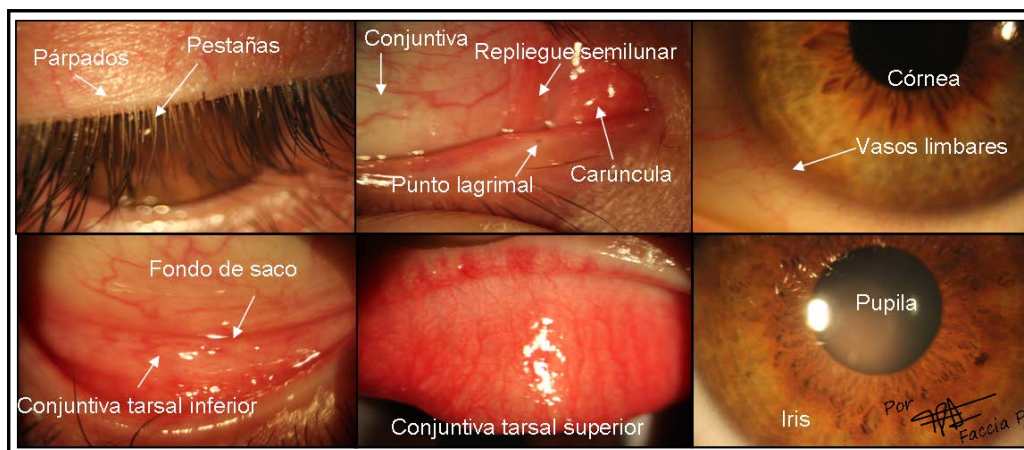 Párpados
Pestañas
Conjuntiva
Repliegue semilunar
Punto lagrimal
Carúncula
Córnea
Vasos limbares
Fondo de saco
Conjuntiva tarsal inferior
Conjuntiva tarsal superior
Pupila
Iris
Por
Faccia P